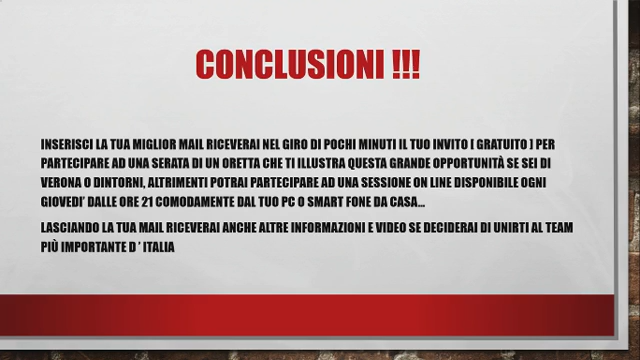 CONCLUSIONI !!!
INSERISCI LA TUA MIGLIOR MAIL RICEVERAI NEL GIRO DI POCHI MINUTI IL TUO INVITO ( GRATUITO ) PER
PARTECIPARE AD UNA SERATA DI UN ORETTA CHE TI ILLUSTRA QUESTA GRANDE OPPORTUNITÀ SE SEI DI
VERONA O DINTORNI, ALTRIMENTI POTRAI PARTECIPARE AD UNA SESSIONE ON LINE DISPONIBILE OGNI
GIOVEDI’ DALLE ORE 21 COMODAMENTE DAL TUO PC O SMART FONE DA CASA...
LASCIANDO LA TUA MAIL RICEVERAI ANCHE ALTRE INFORMAZIONI E VIDEO SE DECIDERAI DI UNIRTI AL TEAM
PIÙ IMPORTANTE D ’ ITALIA